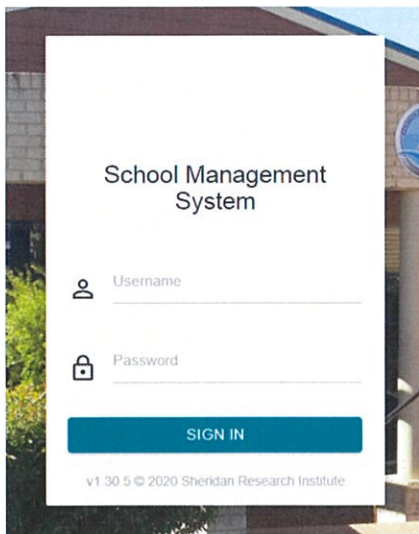 School Management
System
Username
Password
SIGN IN
v1.30.5 © 2020 Sheridan Research Institute